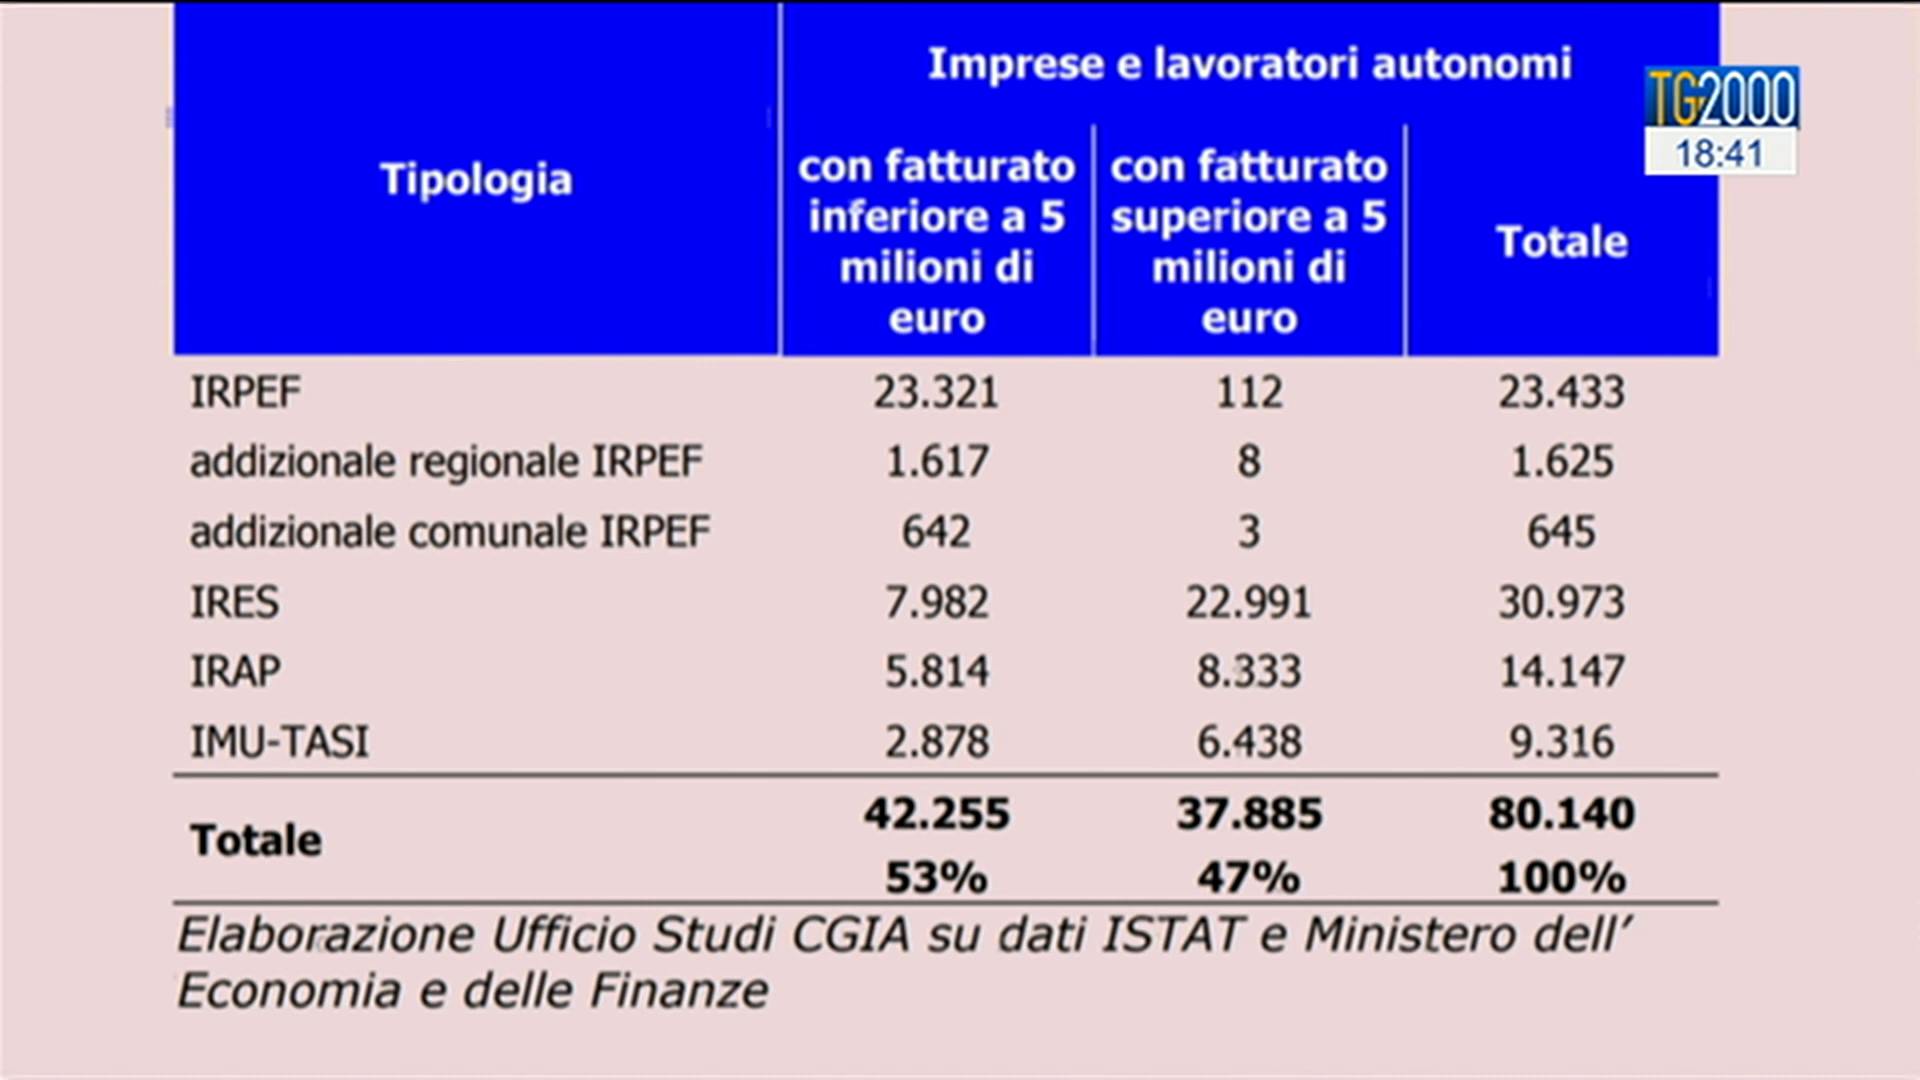 Imprese e lavoratori autonomi
TG2000
18:41
Tipologia
con fatturato
inferiore a 5
milioni di
euro
con fatturato
superiore a 5
milioni di
euro
Totale
IRPEF 23.321 112 23.433
addizionale regionale IRPEF 1.617 8 1.625
addizionale comunale IRPEF 642 3 645
IRES 7.982 22.991 30.973
IRAP 5.814 8.333 14.147
IMU-TASI 2.878 6.438 9.316
Totale
42.255 37.885 80.140
53% 47% 100%
Elaborazione Ufficio Studi CGIA su dati ISTAT e Ministero dell’
Economia e delle Finanze